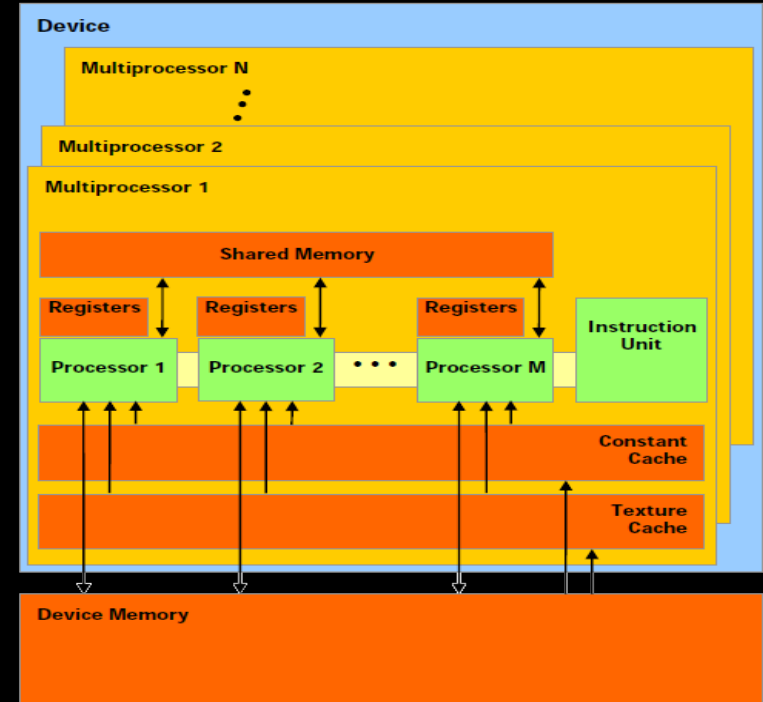 Device
Multiprocessor N
Multiprocessor 2
Multiprocessor 1
Shared Memory
Registers
Registers
Registers
Instruction
Unit
Processor 1
Processor 2
Processor M
Constant
Cache
Texture
Cache
Device Memory